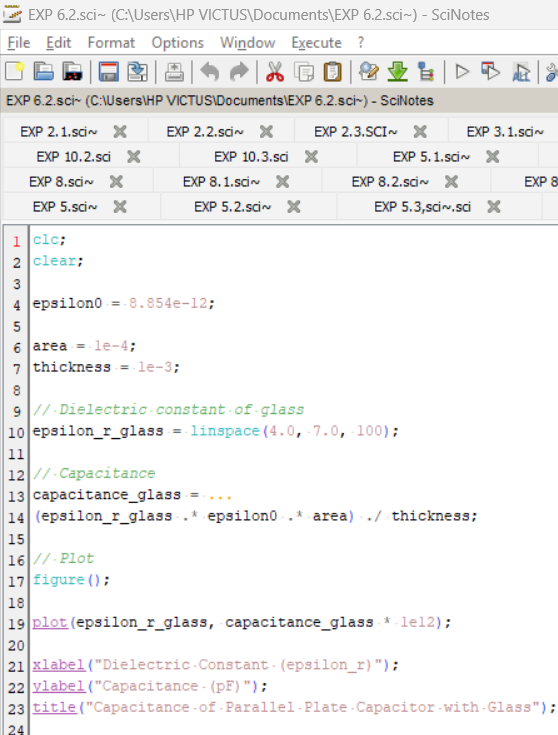 EXP 6.2.sci~ (C:\Users\HP VICTUS\Documents\EXP 6.2.sci~) - SciNotes
File Edit Format Options Window Execute ?
EXP 6.2.sci~ (C:\Users\HP VICTUS\Documents\EXP 6.2.sci~) - SciNotes
EXP 2.1.sci~ EXP 2.2.sci~ EXP 2.3.SCI~ EXP 3.1.sci~
EXP 10.2.sci EXP 10.3.sci EXP 5.1.sci~
EXP 8.sci~ EXP 8.1.sci~ EXP 8.2.sci~ EXP 8
EXP 5.sci~ EXP 5.2.sci~ EXP 5.3,sci~.sci
1 clc;
2 clear;
3
4 epsilon0 = 8.854e-12;
5
6 area = 1e-4;
7 thickness = 1e-3;
8
9 // Dielectric constant of glass
10 epsilon_r_glass = linspace(4.0, 7.0, 100);
11
12 // Capacitance
13 capacitance_glass = ...
14 (epsilon_r_glass .* epsilon0 .* area) ./ thickness;
15
16 // Plot
17 figure();
18
19 plot(epsilon_r_glass, capacitance_glass * 1e12);
20
21 xlabel("Dielectric Constant (epsilon_r)");
22 ylabel("Capacitance (pF)");
23 title("Capacitance of Parallel Plate Capacitor with Glass");
24